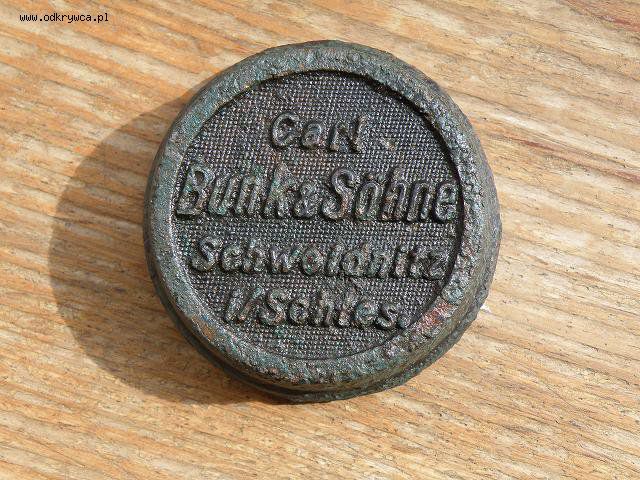 www.odkrywca.pl
Carl
Bunk & Söhne
Schweidnitz
i/Schles.